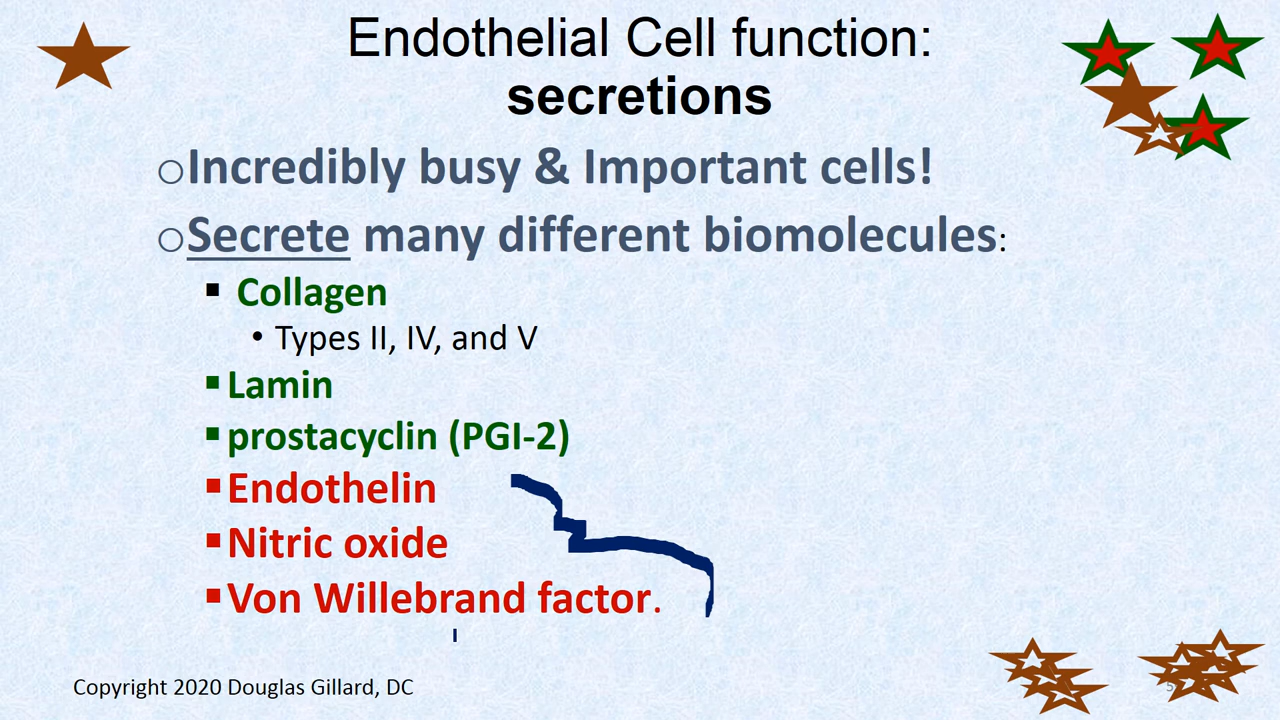 Endothelial Cell function:
secretions
Incredibly busy & Important cells!
Secrete many different biomolecules:
Collagen
Types II, IV, and V
Lamin
prostacyclin (PGI-2)
Endothelin
Nitric oxide
Von Willebrand factor.
Copyright 2020 Douglas Gillard, DC